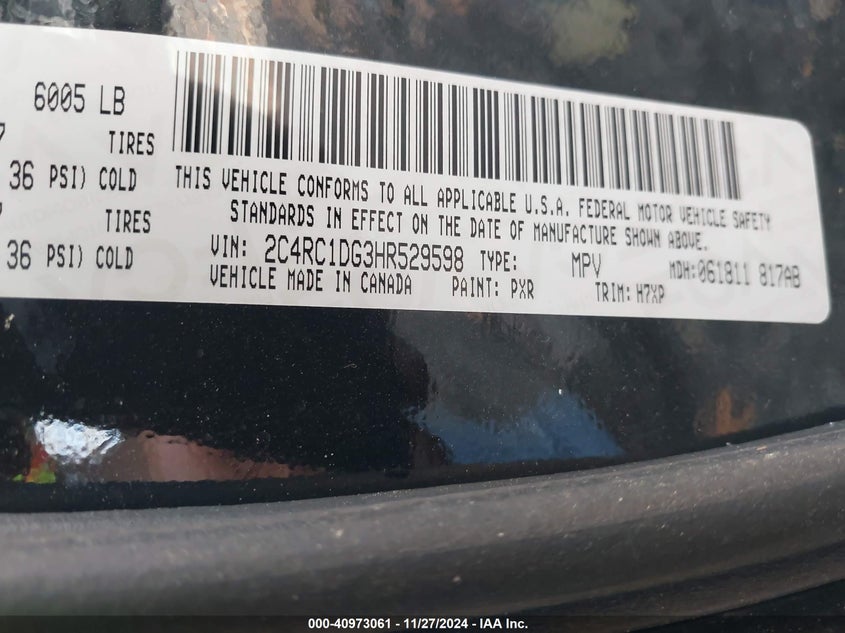 6005 LB
7 TIRES
36 PSI) COLD
TIRES
36 PSI) COLD
THIS VEHICLE CONFORMS TO ALL APPLICABLE U.S.A. FEDERAL MOTOR VEHICLE SAFETY
STANDARDS IN EFFECT ON THE DATE OF MANUFACTURE SHOWN ABOVE.
VIN: 2C4RC1DG3HR529598 TYPE: MPV MDH:061811 817AB
VEHICLE MADE IN CANADA PAINT: PXR TRIM: H7XP
000-40973061 - 11/27/2024 - IAA Inc.